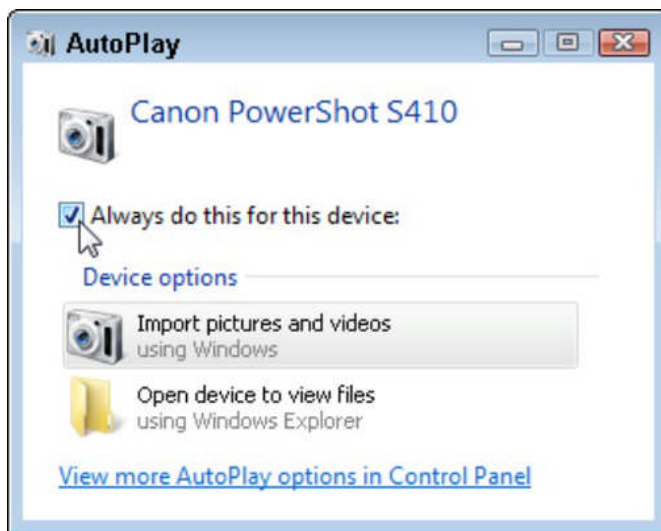 AutoPlay
Canon PowerShot S410
Always do this for this device:
Device options
Import pictures and videos
using Windows
Open device to view files
using Windows Explorer
View more AutoPlay options in Control Panel